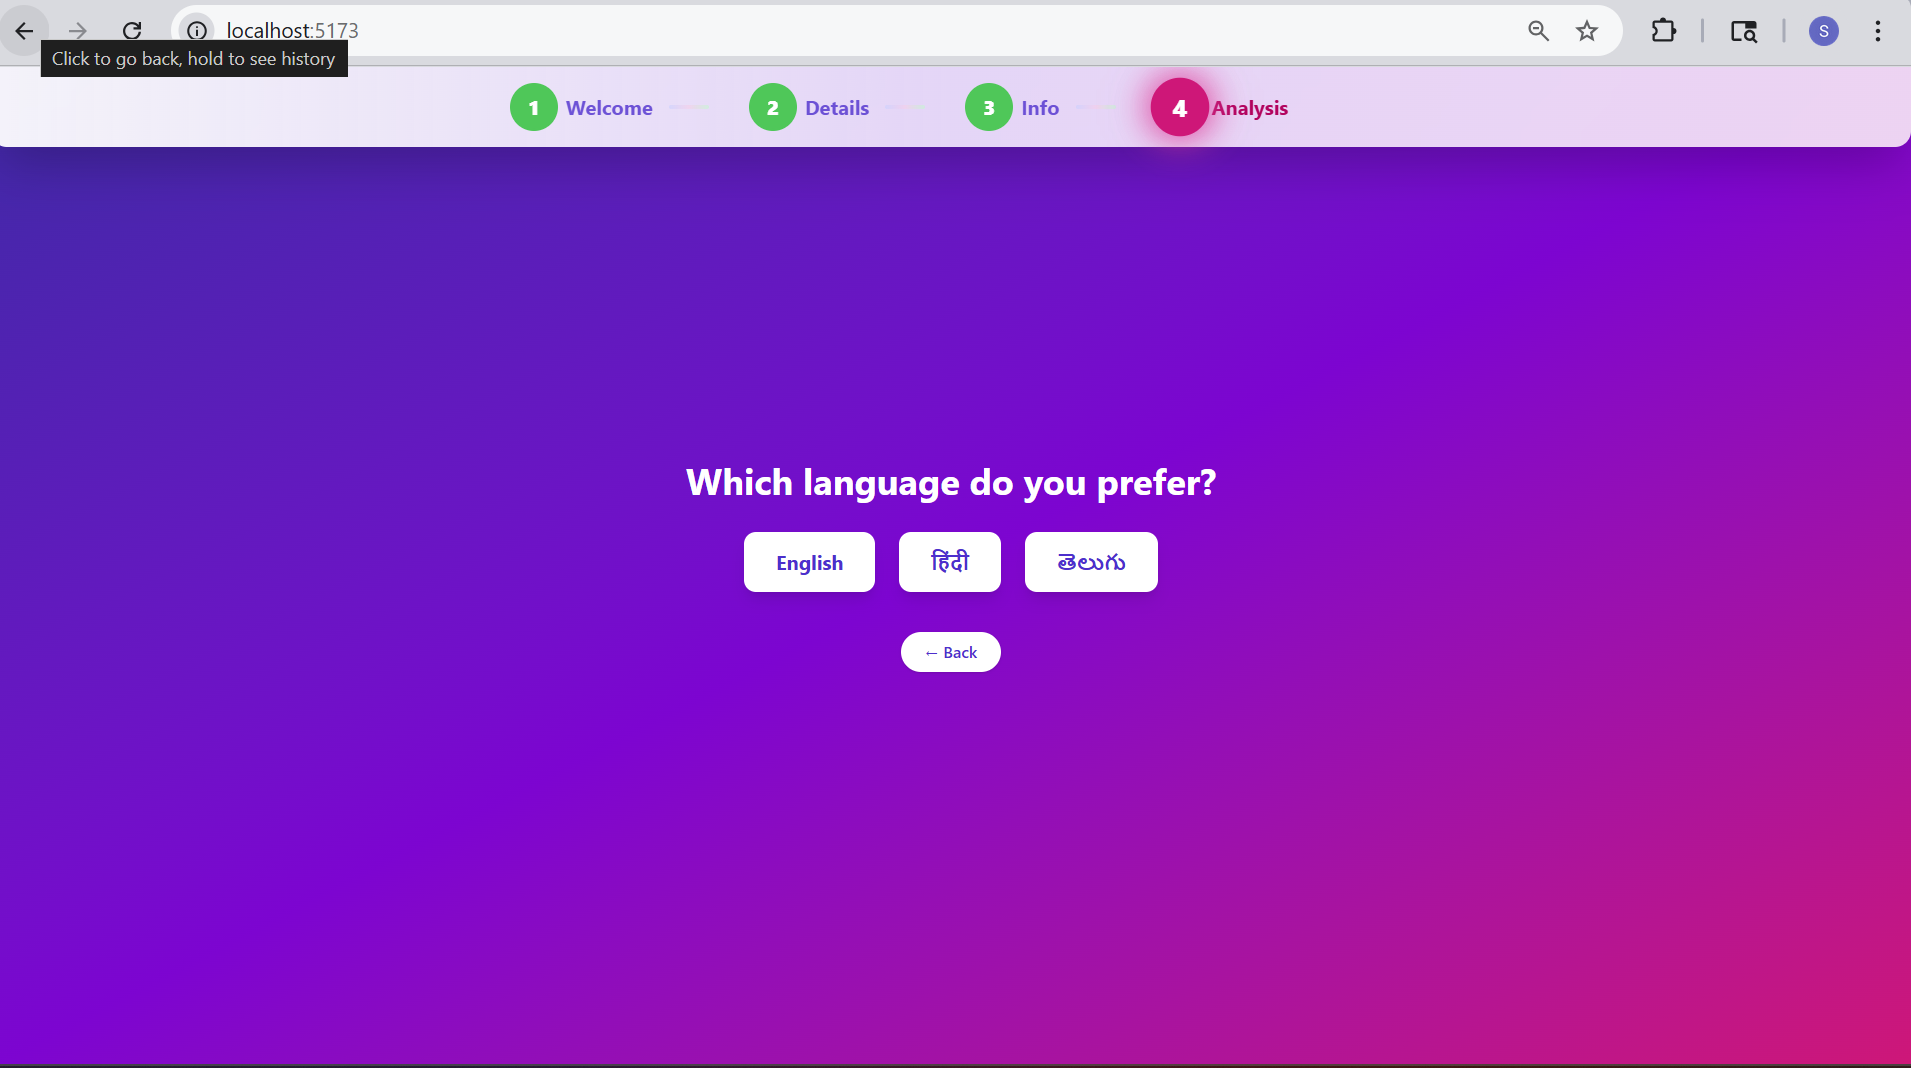 localhost:5173
S
Click to go back, hold to see history
1 Welcome 2 Details 3 Info 4 Analysis
Which language do you prefer?
English हिंदी తెలుగు
← Back